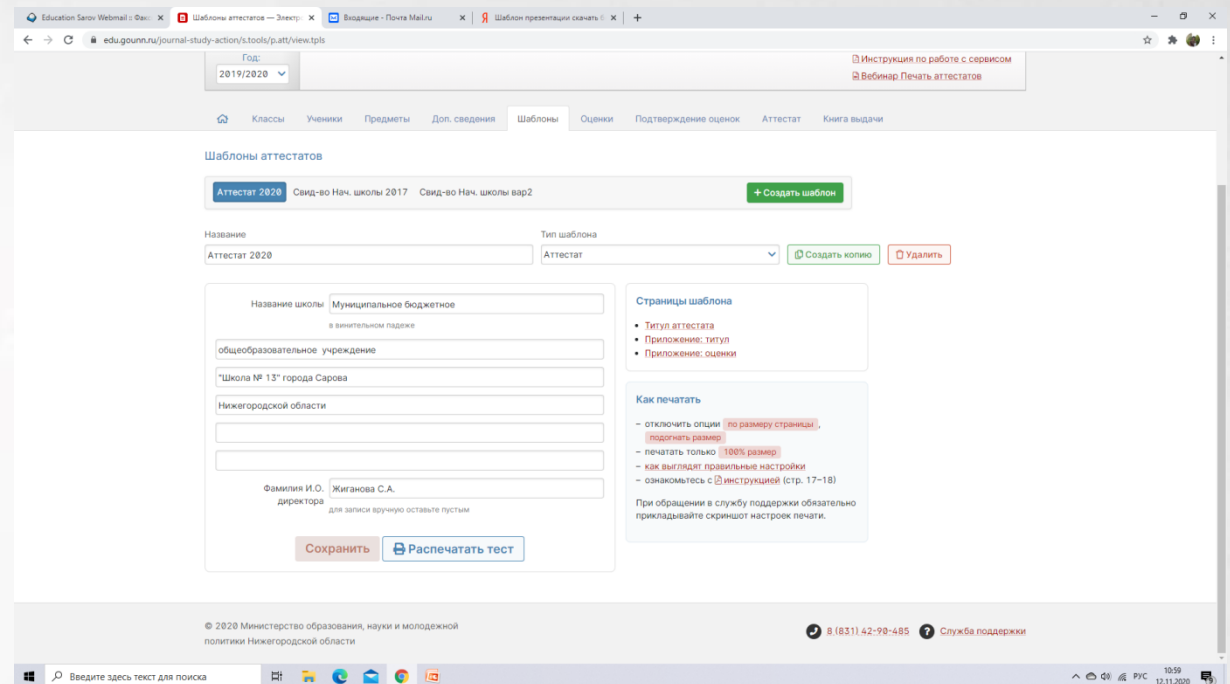 Education Sarov Webmail :: Факс
Шаблоны аттестатов — Электр
Входящие - Почта Mail.ru
Шаблон презентации скачать б
edu.gounn.ru/journal-study-action/s.tools/p.att/view.tpls
Год:
2019/2020
Инструкция по работе с сервисом
Вебинар Печать аттестатов
Классы Ученики Предметы Доп. сведения Шаблоны Оценки Подтверждение оценок Аттестат Книга выдачи
Шаблоны аттестатов
Аттестат 2020 Свид-во Нач. школы 2017 Свид-во Нач. школы вар2 + Создать шаблон
Название Тип шаблона
Аттестат 2020 Аттестат Создать копию Удалить
Название школы Муниципальное бюджетное
в винительном падеже
общеобразовательное учреждение
"Школа № 13" города Сарова
Нижегородской области
Фамилия И.О. директора Жиганова С.А.
для записи вручную оставьте пустым
Сохранить Распечатать тест
Страницы шаблона
• Титул аттестата
• Приложение: титул
• Приложение: оценки
Как печатать
– отключить опции по размеру страницы,
подогнать размер
– печатать только 100% размер
– как выглядят правильные настройки
– ознакомьтесь с инструкцией (стр. 17–18)
При обращении в службу поддержки обязательно
прикладывайте скриншот настроек печати.
© 2020 Министерство образования, науки и молодежной
политики Нижегородской области
8 (831) 42-90-485 Служба поддержки
Введите здесь текст для поиска
РУС
10:59
12.11.2020